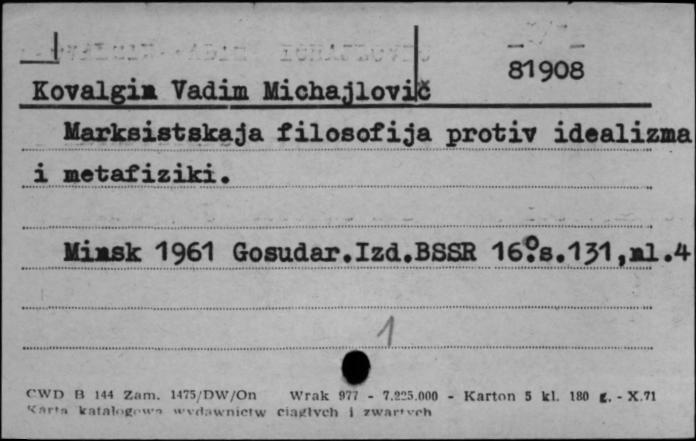 81908
Kovalgin Vadim Michajlovič
Marksistskaja filosofija protiv idealizma
i metafiziki.
Minsk 1961 Gosudar.Izd.BSSR 16°.s.131,nl.4
1
CWD B 144 Zam. 1475/DW/On Wrak 977 - 7.225.000 - Karton 5 kl. 180 g. - X.71
Karta katalogowa wydawnictw ciągłych i zwartych